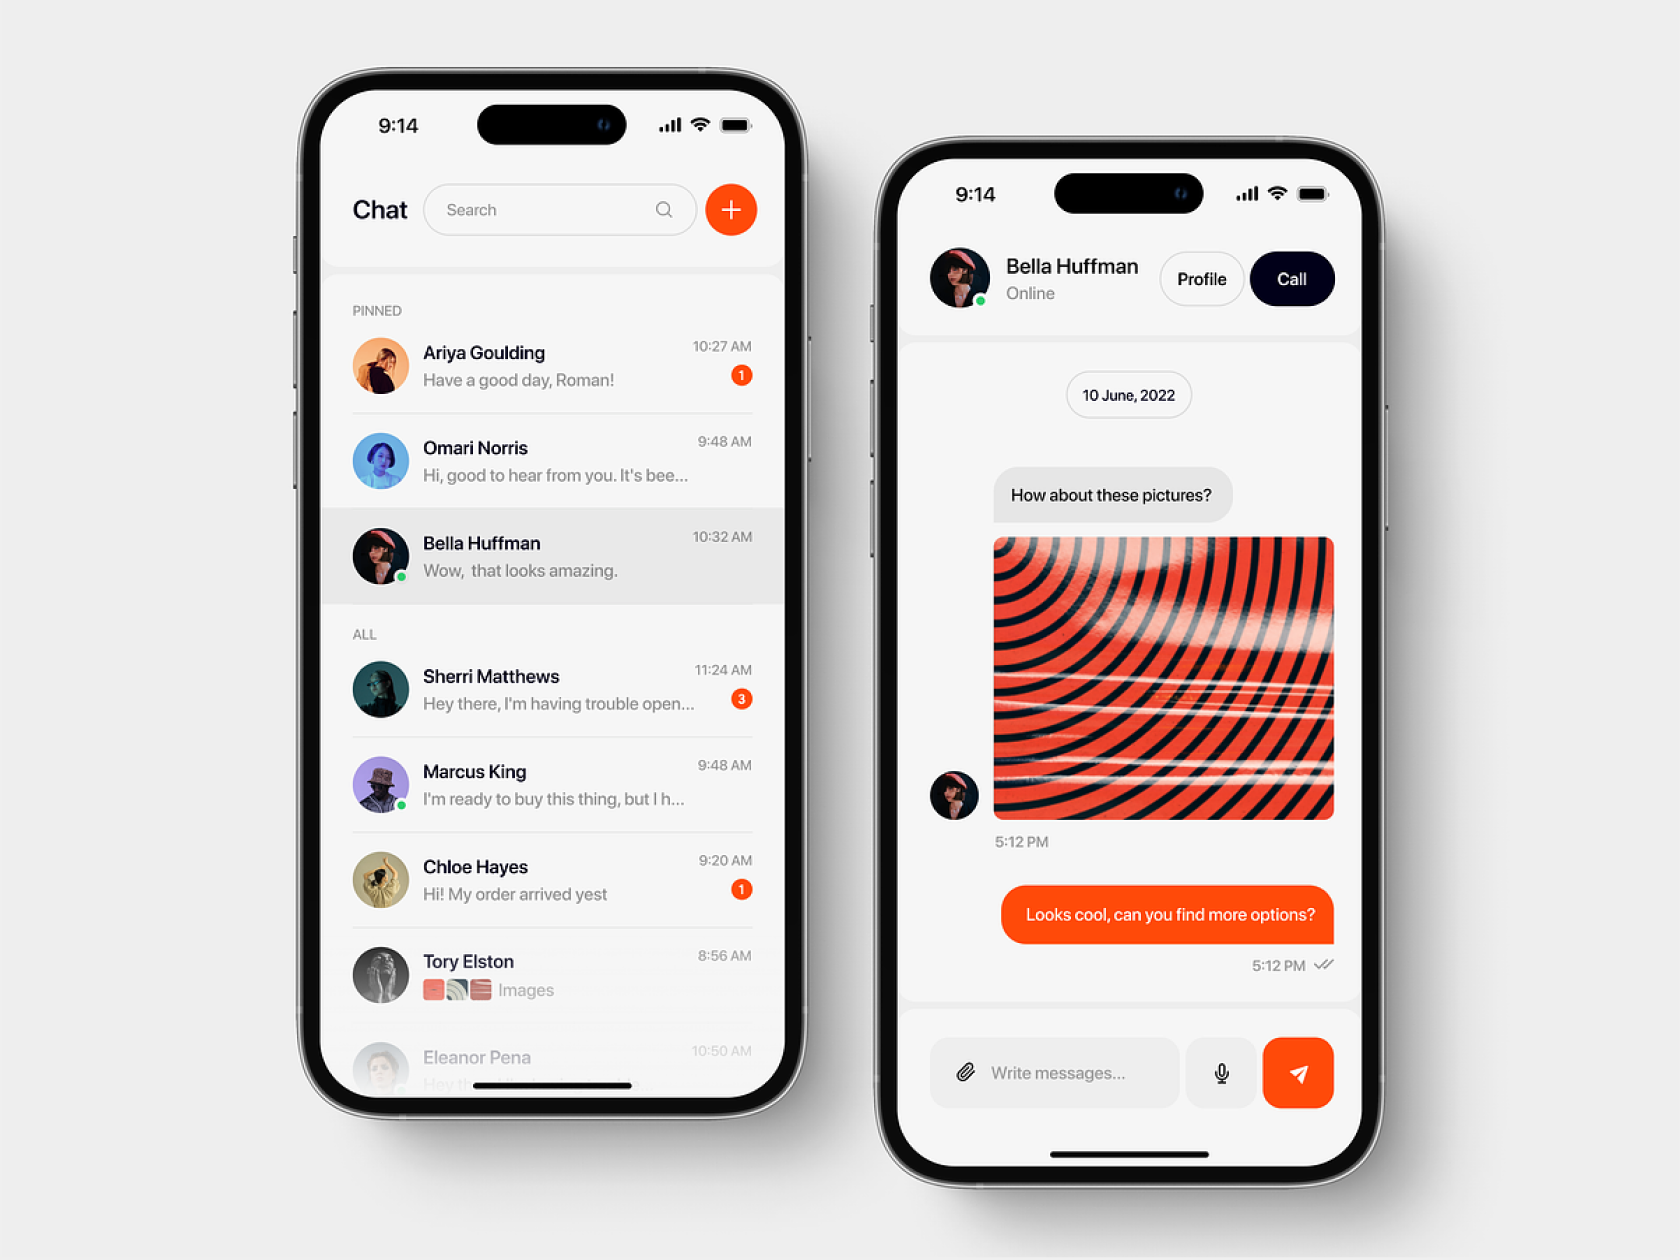 9:14
Chat
Search
PINNED
Ariya Goulding
10:27 AM
Have a good day, Roman!
1
Omari Norris
9:48 AM
Hi, good to hear from you. It's bee...
Bella Huffman
10:32 AM
Wow, that looks amazing.
ALL
Sherri Matthews
11:24 AM
Hey there, I'm having trouble open...
3
Marcus King
9:48 AM
I'm ready to buy this thing, but I h...
Chloe Hayes
9:20 AM
Hi! My order arrived yest
1
Tory Elston
8:56 AM
Images
Eleanor Pena
10:50 AM
Hey
9:14
Bella Huffman
Online
Profile
Call
10 June, 2022
How about these pictures?
5:12 PM
Looks cool, can you find more options?
5:12 PM
Write messages...